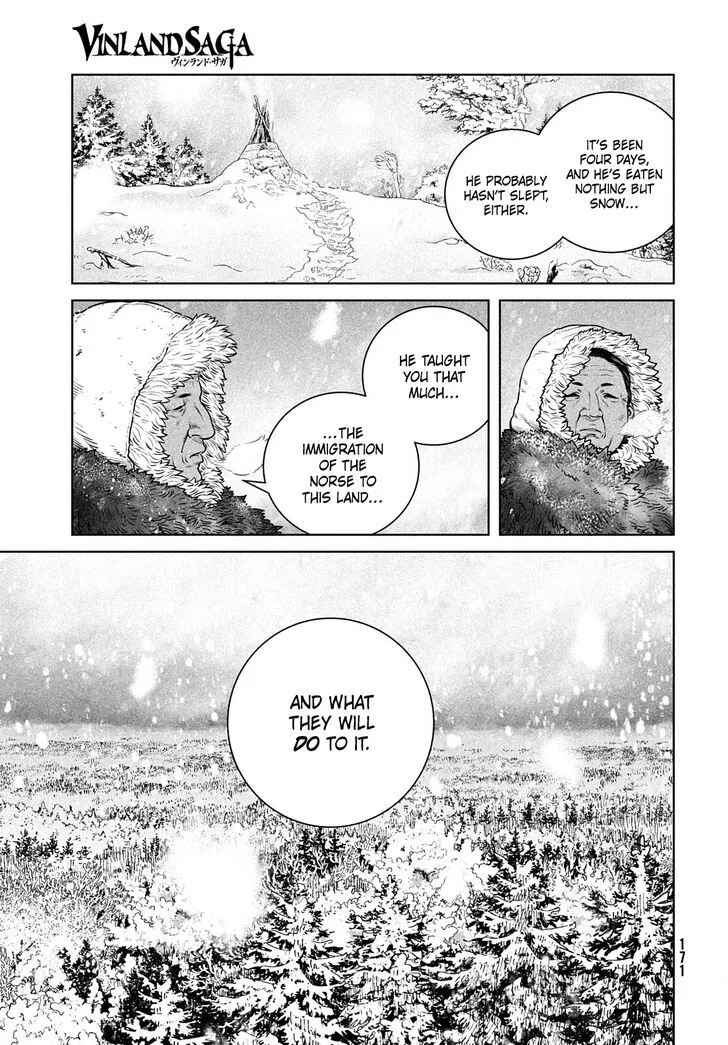 VINLAND SAGA
ヴィンランド・サガ
IT'S BEEN
FOUR DAYS,
AND HE'S EATEN
NOTHING BUT
SNOW...
HE PROBABLY
HASN'T SLEPT,
EITHER.
HE TAUGHT
YOU THAT
MUCH...
...THE
IMMIGRATION
OF THE
NORSE TO
THIS LAND...
AND WHAT
THEY WILL
DO TO IT.
171